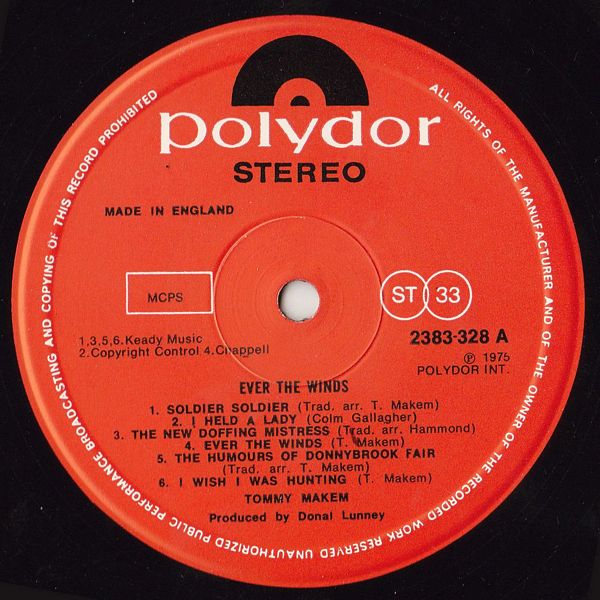 polydor
STEREO
MADE IN ENGLAND
MCPS
ST 33
1,3,5,6.Keady Music
2.Copyright Control 4.Chappell
2383-328 A
Ⓟ 1975
POLYDOR INT.
EVER THE WINDS
1. SOLDIER SOLDIER (Trad. arr. T. Makem)
2. I HELD A LADY (Colm Gallagher)
3. THE NEW DOFFING MISTRESS (Trad. arr. Hammond)
4. EVER THE WINDS (T. Makem)
5. THE HUMOURS OF DONNYBROOK FAIR
(Trad. arr. T. Makem)
6. I WISH I WAS HUNTING (T. Makem)
TOMMY MAKEM
Produced by Donal Lunney
ALL RIGHTS OF THE MANUFACTURER AND OF THE OWNER OF THE RECORDED WORK RESERVED UNAUTHORIZED PUBLIC PERFORMANCE BROADCASTING AND COPYING OF THIS RECORD PROHIBITED